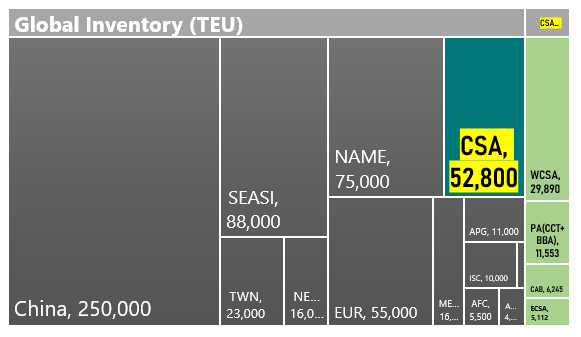 Global Inventory (TEU)
CSA...
China, 250,000
SEASI,
88,000
TWN,
23,000
NE...
16,0...
NAME,
75,000
CSA,
52,800
EUR, 55,000
ME...
16,...
APG, 11,000
ISC, 10,000
AFC,
5,500
A...
4,...
WCSA,
29,890
PA(CCT+
BBA),
11,553
CAB, 6,245
ECSA,
5,112